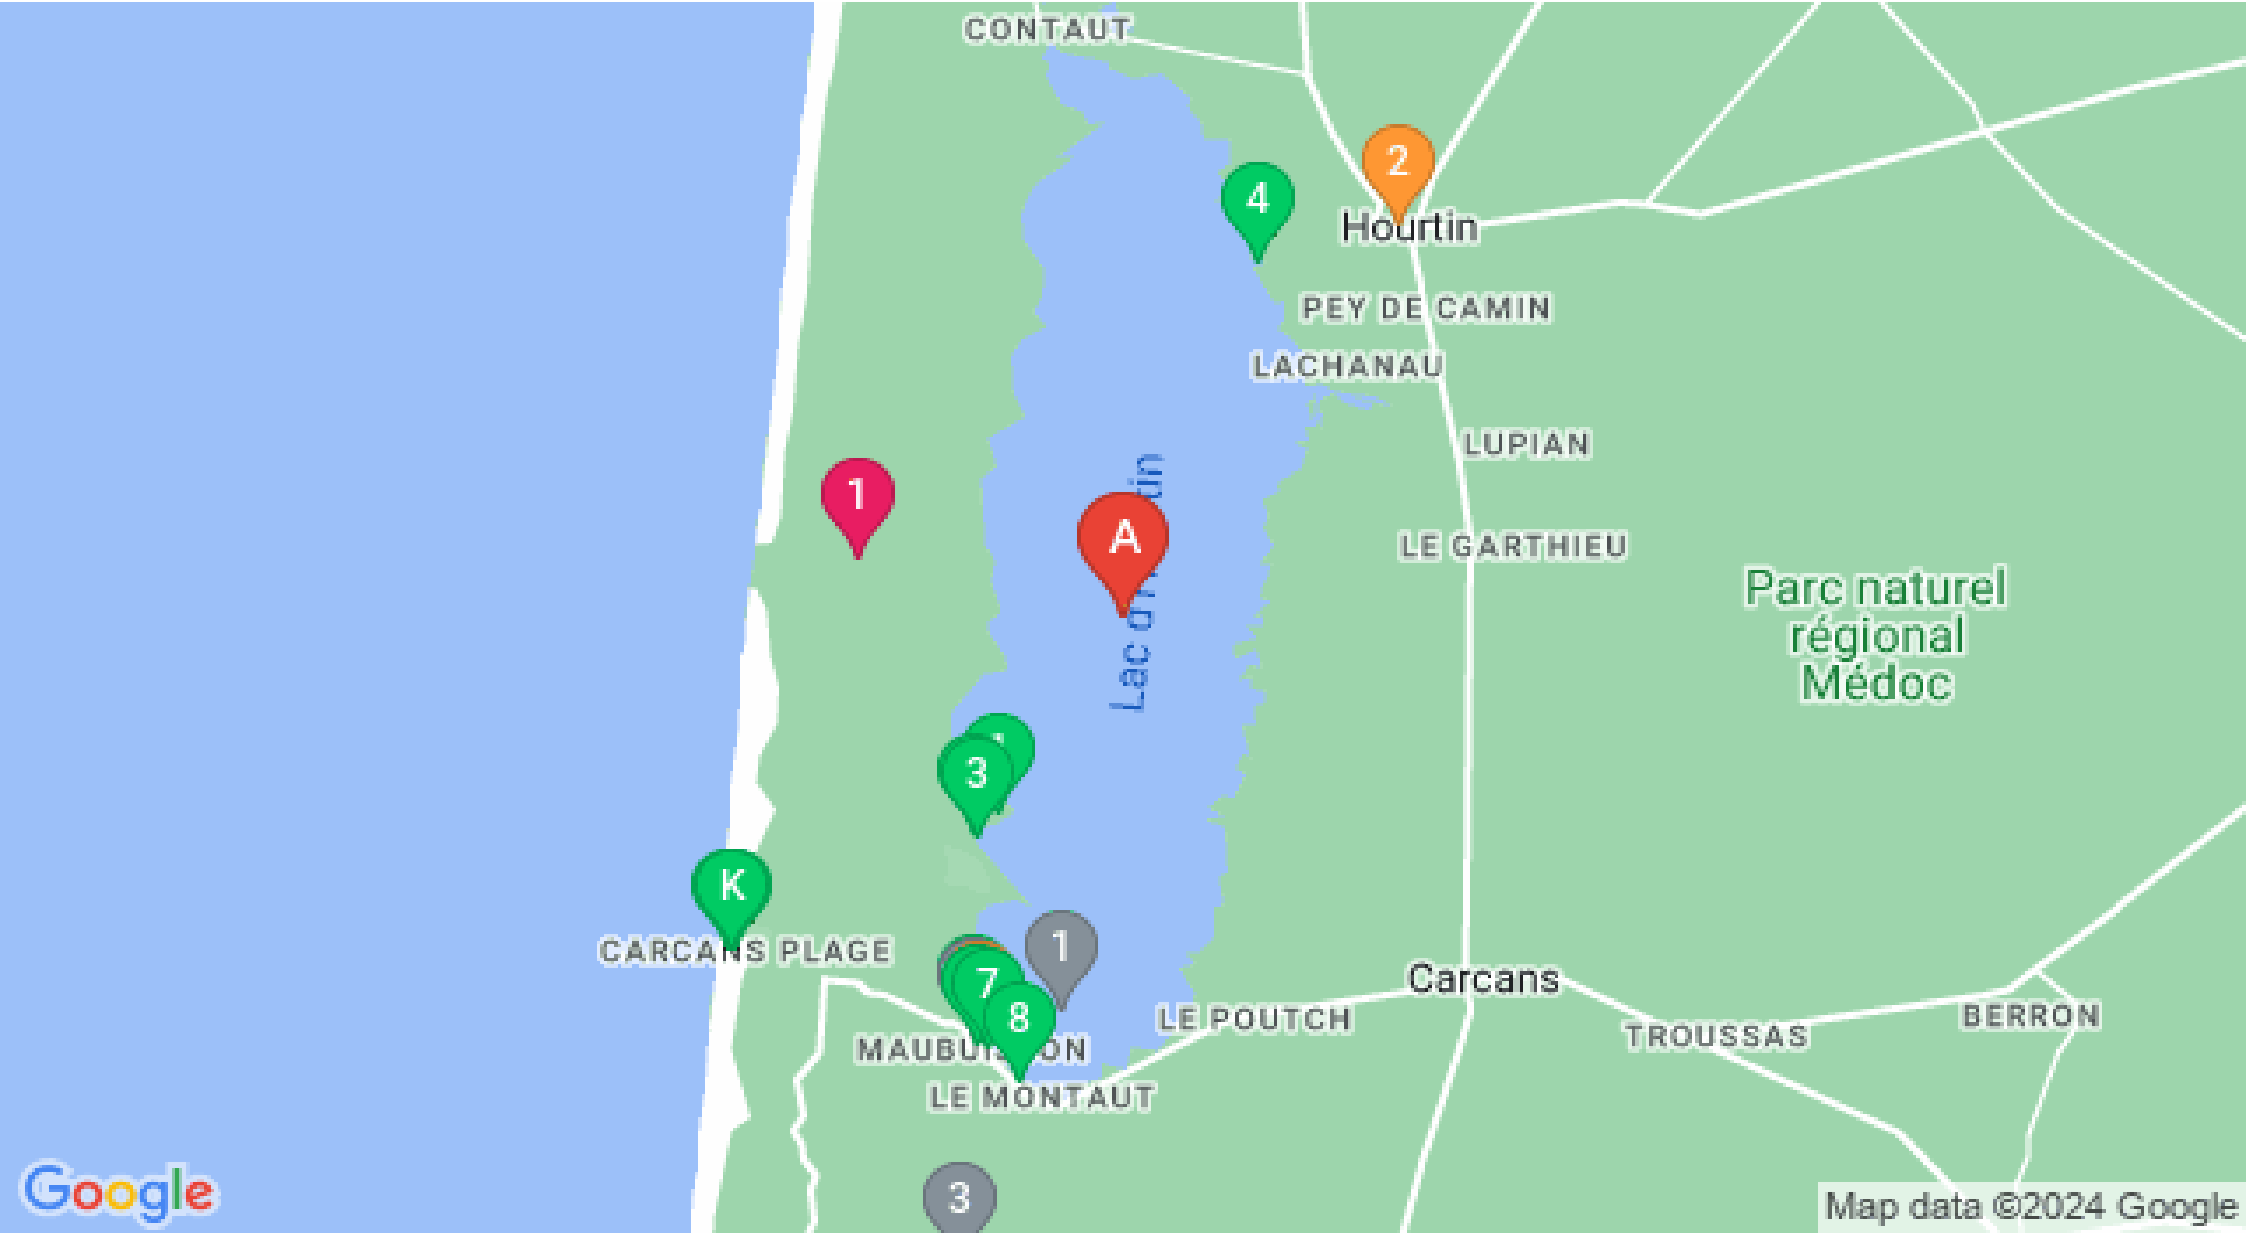 CONTAUT
2
4
Hourtin
PEY DE CAMIN
LACHANAU
LUPIAN
1
A
LE GARTHIEU
Parc naturel
régional
Médoc
Lac
3
K
CARCANS PLAGE
1
7
8
Carcans
LE POUTCH
BERRON
TROUSSAS
LE MONTAUT
3
Google
Map data ©2024 Google